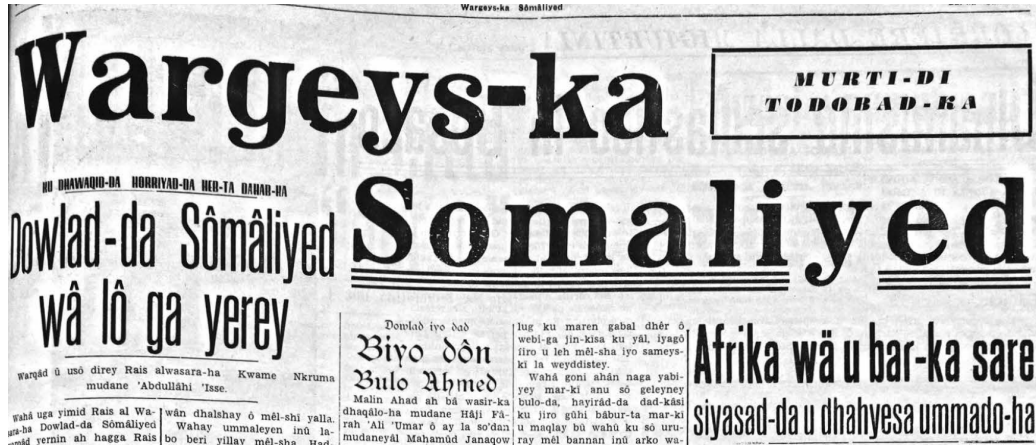 Wargeys-ka Sômâliyed
Wargeys-ka
Somaliyed
MURTI-DI
TODOBAD-KA
KU DHAWAQID-DA HORRIYAD-DA HEB-TA DAHAB-HA
Dowlad-da Sômâliyed
wâ lô ga yerey
Warqâd û usô direy Rais alwasara-ha Kwame Nkruma
mudane 'Abdullâhi 'Isse.
Wahâ uga yimid Rais al Wa-
sara-ha Dowlad-da Sômâliyed
warqâd yernin ah hagga Rais
wân dhalshay ô mêl-shi yalla.
Wahay ummaleyen inû la-
bo beri yillay mêl-sha Had-
Dowlad iyo dad
Biyo dôn
Bulo Ahmed
Malin Ahad ah bâ wasir-ka
dhaqâlo-ha mudane Hâji Fâ-
rah 'Ali 'Umar ô ay la so'dan
mudaneyâl Mahamûd Janaqow
lug ku maren gabal dhêr ô
webi-ga jin-kisa ku yâl, iyagô
iiro u leh mêl-sha iyo sameys-
ki la weyddistey.
Wahâ goni ahân naga yabi-
yey mar-ki anu sô geleyney
bulo-da, hayirâd-da dad-kâsi
ku jiro gûhi bâbur-ta mar-ki
u maqlay bû wahû ku sô uru-
ray mêl bannan inû arko wa-
Afrika wä u bar-ka sare
siyasad-da u dhahyesa ummado-ha